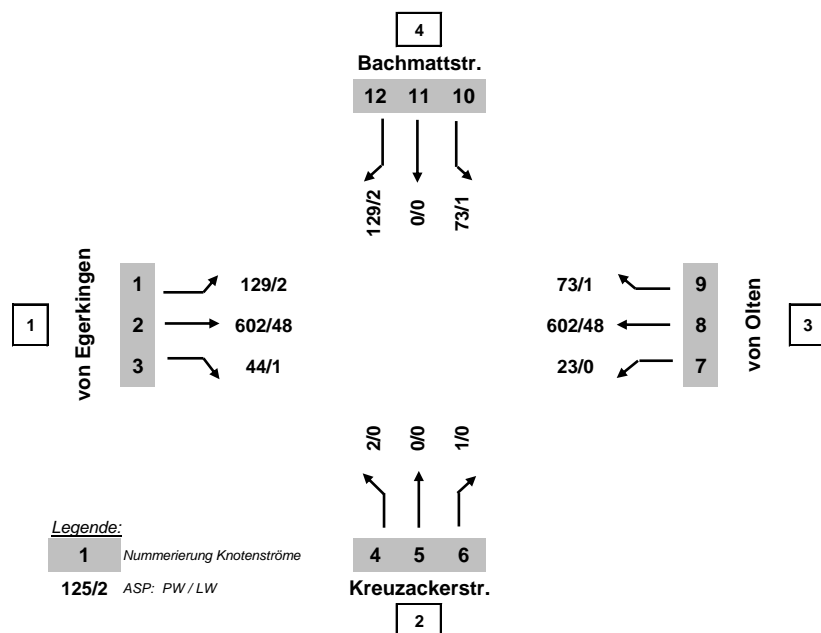 4
Bachmattstr.
12 11 10
129/2 0/0 73/1
von Egerkingen
1
1 129/2
2 602/48
3 44/1
73/1 9
602/48 8
23/0 7
von Olten
3
2/0 0/0 1/0
4 5 6
Kreuzackerstr.
2
Legende:
1 Nummerierung Knotenströme
125/2 ASP: PW / LW